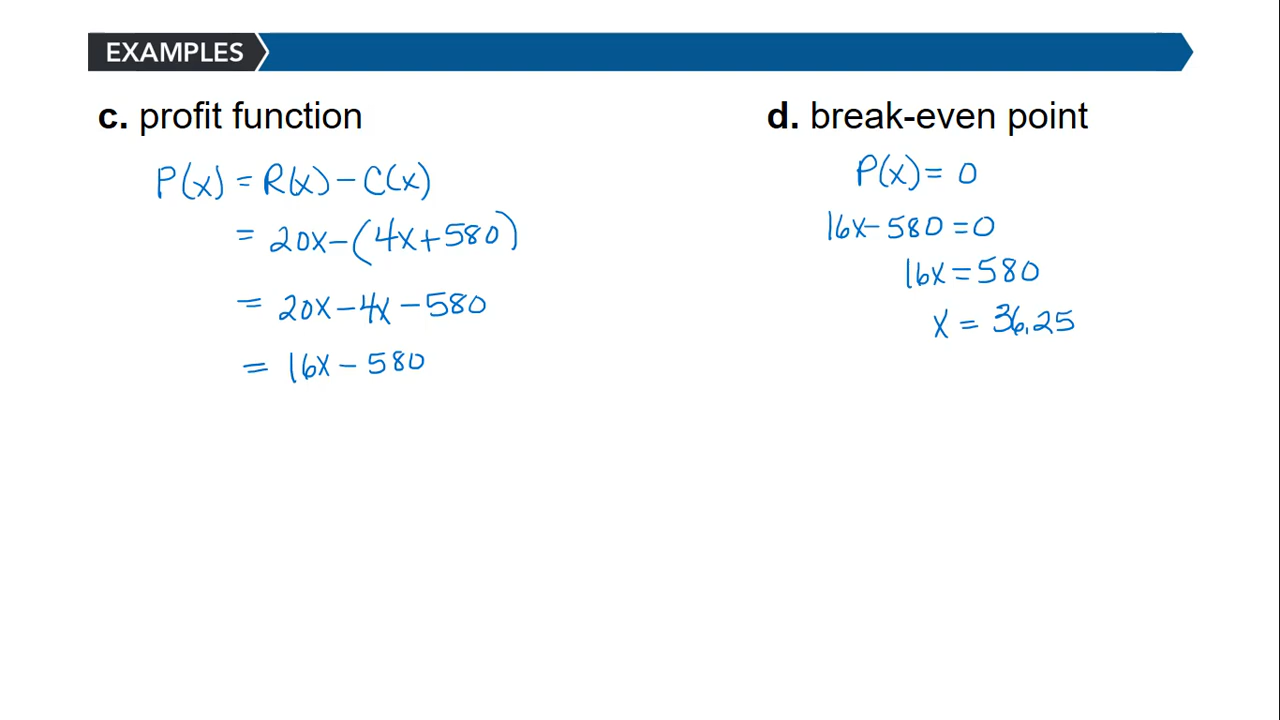 EXAMPLES
c. profit function
P(x) = R(x) - C(x)
= 20x - (4x + 580)
= 20x - 4x - 580
= 16x - 580
d. break-even point
P(x) = 0
16x - 580 = 0
16x = 580
x = 36.25